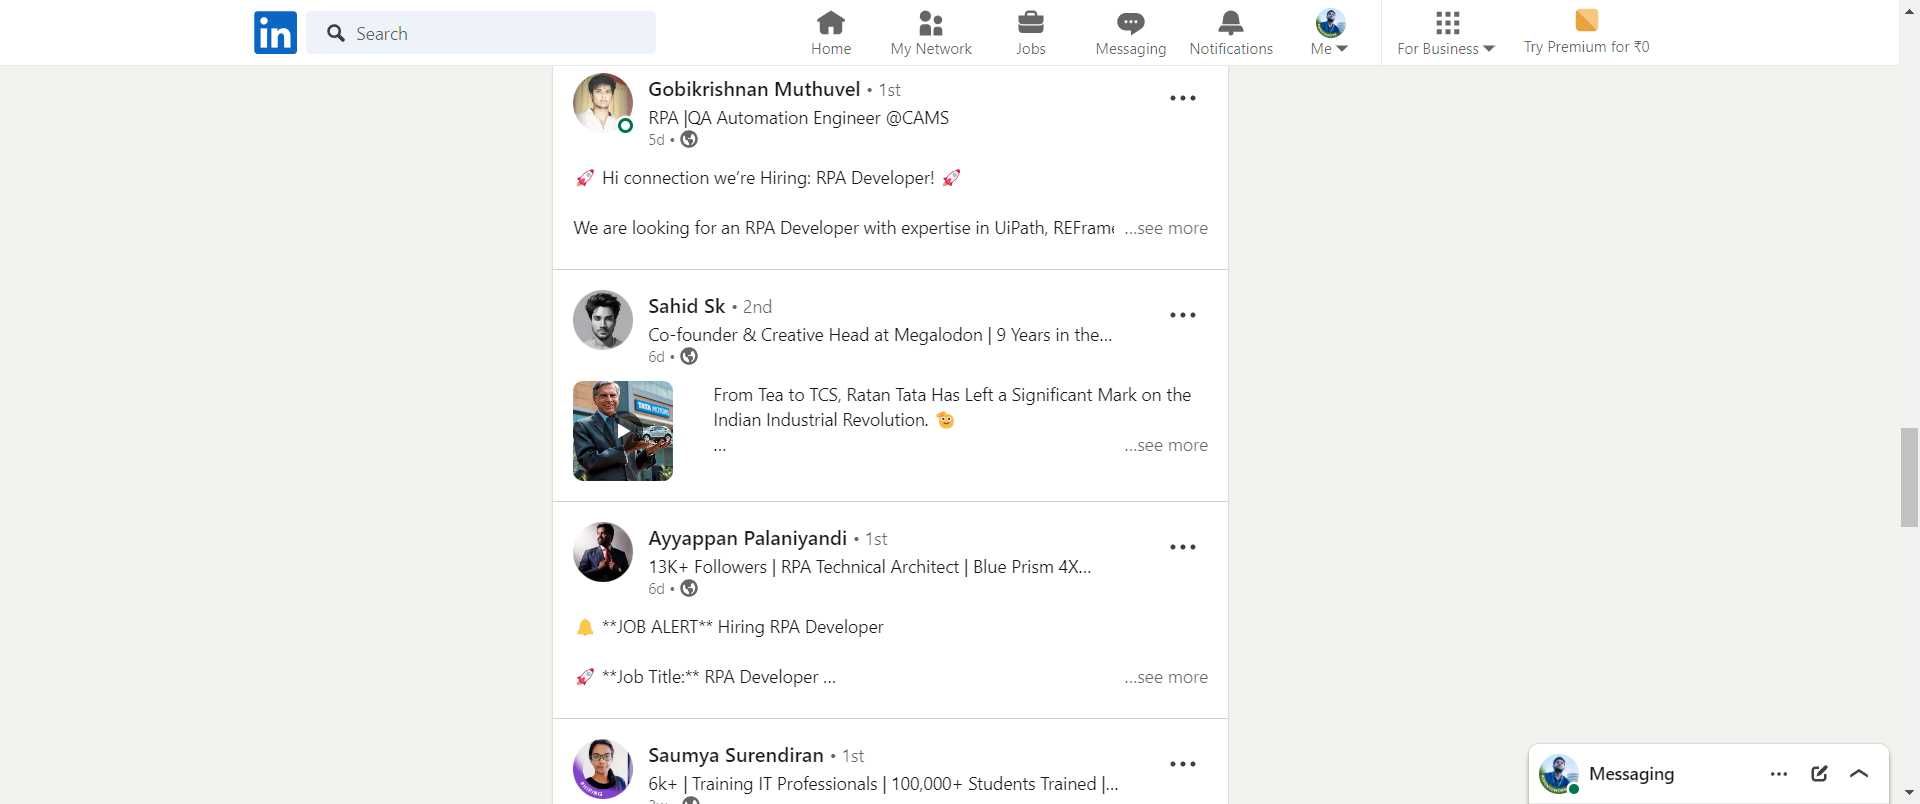 in
Search
Home
My Network
Jobs
Messaging
Notifications
Me
For Business
Try Premium for ₹0
Gobikrishnan Muthuvel • 1st
RPA |QA Automation Engineer @CAMS
5d •
🚀 Hi connection we’re Hiring: RPA Developer! 🚀
We are looking for an RPA Developer with expertise in UiPath, REFrame …see more
Sahid Sk • 2nd
Co-founder & Creative Head at Megalodon | 9 Years in the…
6d •
TATA MOTORS
From Tea to TCS, Ratan Tata Has Left a Significant Mark on the
Indian Industrial Revolution. 🫡
… …see more
Ayyappan Palaniyandi • 1st
13K+ Followers | RPA Technical Architect | Blue Prism 4X…
6d •
🔔 **JOB ALERT** Hiring RPA Developer
🚀 **Job Title:** RPA Developer … …see more
Saumya Surendiran • 1st
6k+ | Training IT Professionals | 100,000+ Students Trained |…
Messaging